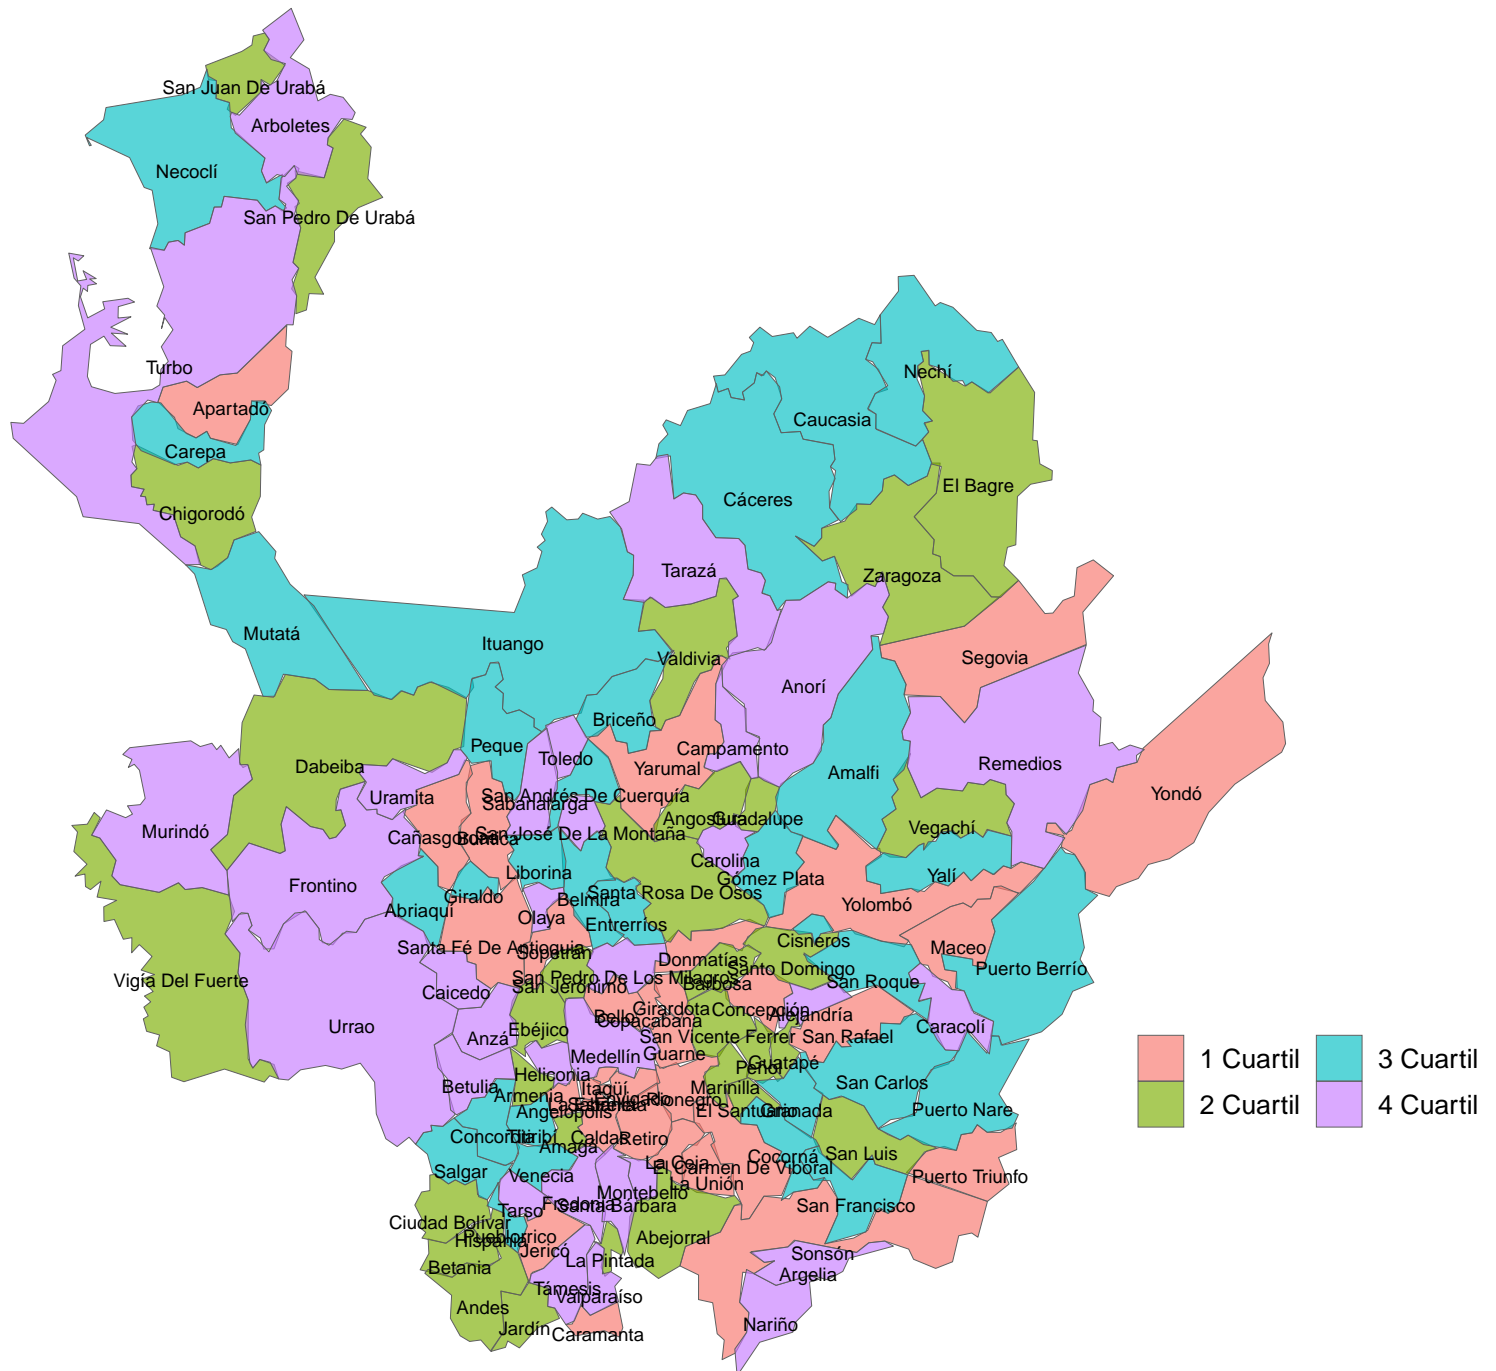 San Juan De Urabá
Arboletes
Necoclí
San Pedro De Urabá
Turbo
Apartadó
Carepa
Chigorodó
Nechí
Caucasia
El Bagre
Cáceres
Tarazá
Zaragoza
Mutatá
Ituango
Valdivia
Segovia
Anorí
Briceño
Peque
Toledo
Campamento
Remedios
Dabeiba
Yarumal
Amalfi
Yondó
Uramita
San Andrés De Cuerquía
Sabanalarga
Angostura
Guadalupe
Vegachí
Murindó
Cañasgordas
Buriticá
San José De La Montaña
Carolina
Liborina
Gómez Plata
Yalí
Frontino
Giraldo
Belmira
Santa Rosa De Osos
Yolombó
Abriaquí
Olaya
Entrerríos
Cisneros
Santa Fé De Antioquia
Sopetrán
Maceo
Donmatías
Santo Domingo
Puerto Berrío
Vigía Del Fuerte
San Pedro De Los Milagros
San Jerónimo
Barbosa
San Roque
Caicedo
Girardota
Concepción
Alejandría
Bello
Copacabana
Urrao
Anzá
Ebéjico
San Vicente Ferrer
San Rafael
Caracolí
Medellín
Guarne
Heliconia
Peñol
Guatapé
Betulia
Armenia
Itagüí
Marinilla
San Carlos
La Estrella
Sabaneta
Envigado
Rionegro
Angelópolis
El Santuario
Granada
Puerto Nare
Concordia
Titiribí
Amagá
Caldas
Retiro
Cocorná
San Luis
Salgar
La Ceja
El Carmen De Viboral
Venecia
La Unión
Puerto Triunfo
Montebello
Tarso
Fredonia
Santa Bárbara
San Francisco
Ciudad Bolívar
Pueblorrico
Hispania
Abejorral
Jericó
La Pintada
Sonsón
Betania
Argelia
Támesis
Valparaíso
Andes
Jardín
Caramanta
Nariño
1 Cuartil
3 Cuartil
2 Cuartil
4 Cuartil